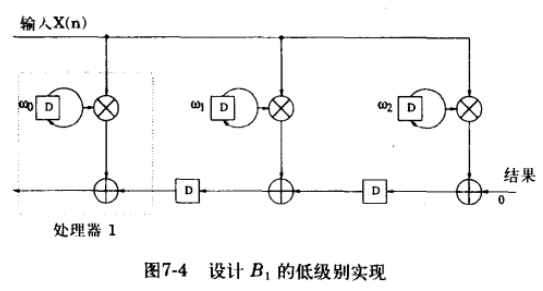 输入X(n)
ω0 D ω1 D ω2 D
结果
D D 0
处理器 1
图7-4 设计 B1 的低级别实现